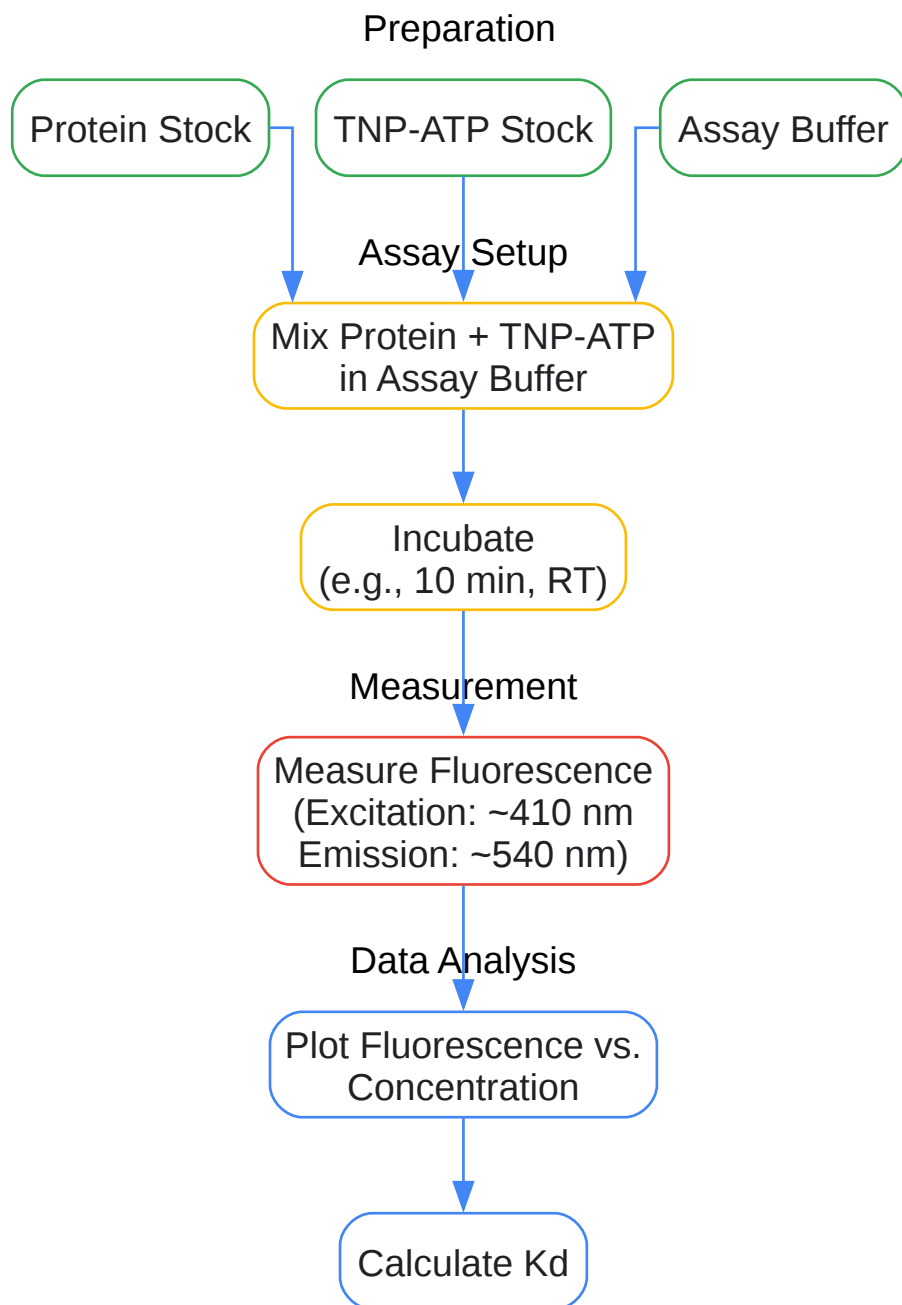 Preparation
Protein Stock
TNP-ATP Stock
Assay Buffer
Assay Setup
Mix Protein + TNP-ATP
in Assay Buffer
Incubate
(e.g., 10 min, RT)
Measurement
Measure Fluorescence
(Excitation: ~410 nm
Emission: ~540 nm)
Data Analysis
Plot Fluorescence vs.
Concentration
Calculate Kd